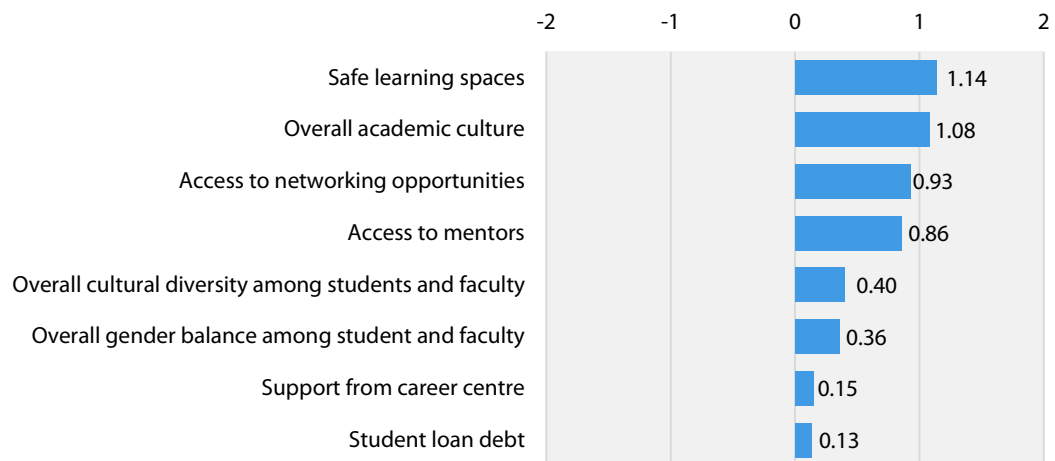 -2 -1 0 1 2
Safe learning spaces 1.14
Overall academic culture 1.08
Access to networking opportunities 0.93
Access to mentors 0.86
Overall cultural diversity among students and faculty 0.40
Overall gender balance among student and faculty 0.36
Support from career centre 0.15
Student loan debt 0.13